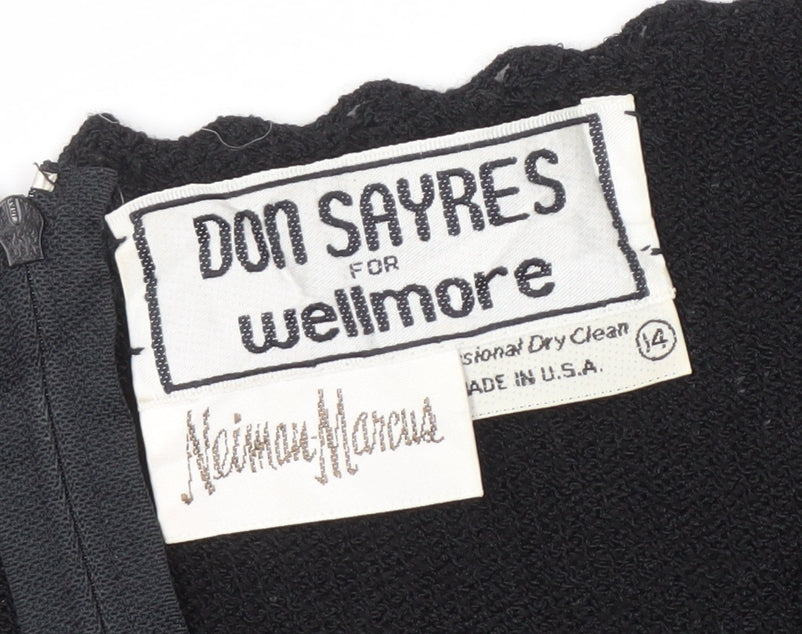 DON SAYRES
FOR
wellmore
sional Dry Clean
14
ADE IN U.S.A.
Neiman-Marcus